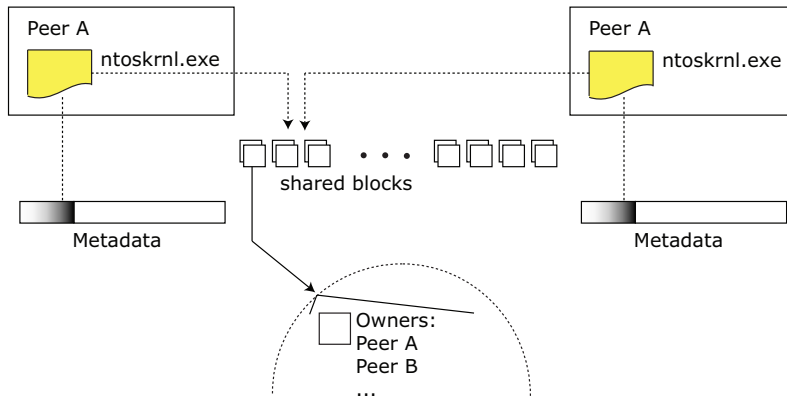 Peer A
ntoskrnl.exe
Peer A
ntoskrnl.exe
shared blocks
Metadata
Metadata
Owners:
Peer A
Peer B
...